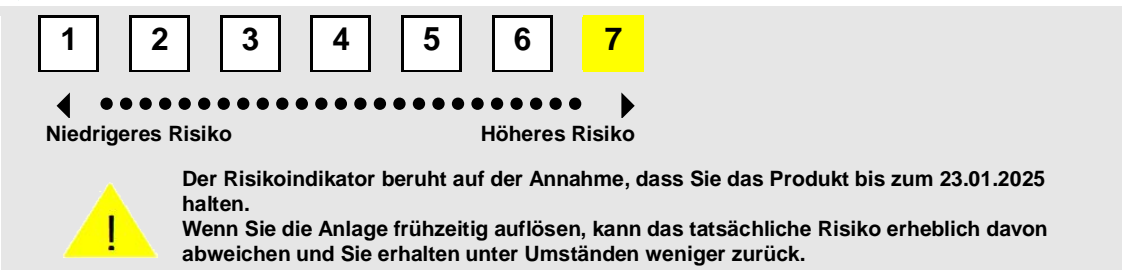 1 2 3 4 5 6 7
Niedrigeres Risiko Höheres Risiko
Der Risikoindikator beruht auf der Annahme, dass Sie das Produkt bis zum 23.01.2025
halten.
Wenn Sie die Anlage frühzeitig auflösen, kann das tatsächliche Risiko erheblich davon
abweichen und Sie erhalten unter Umständen weniger zurück.
!